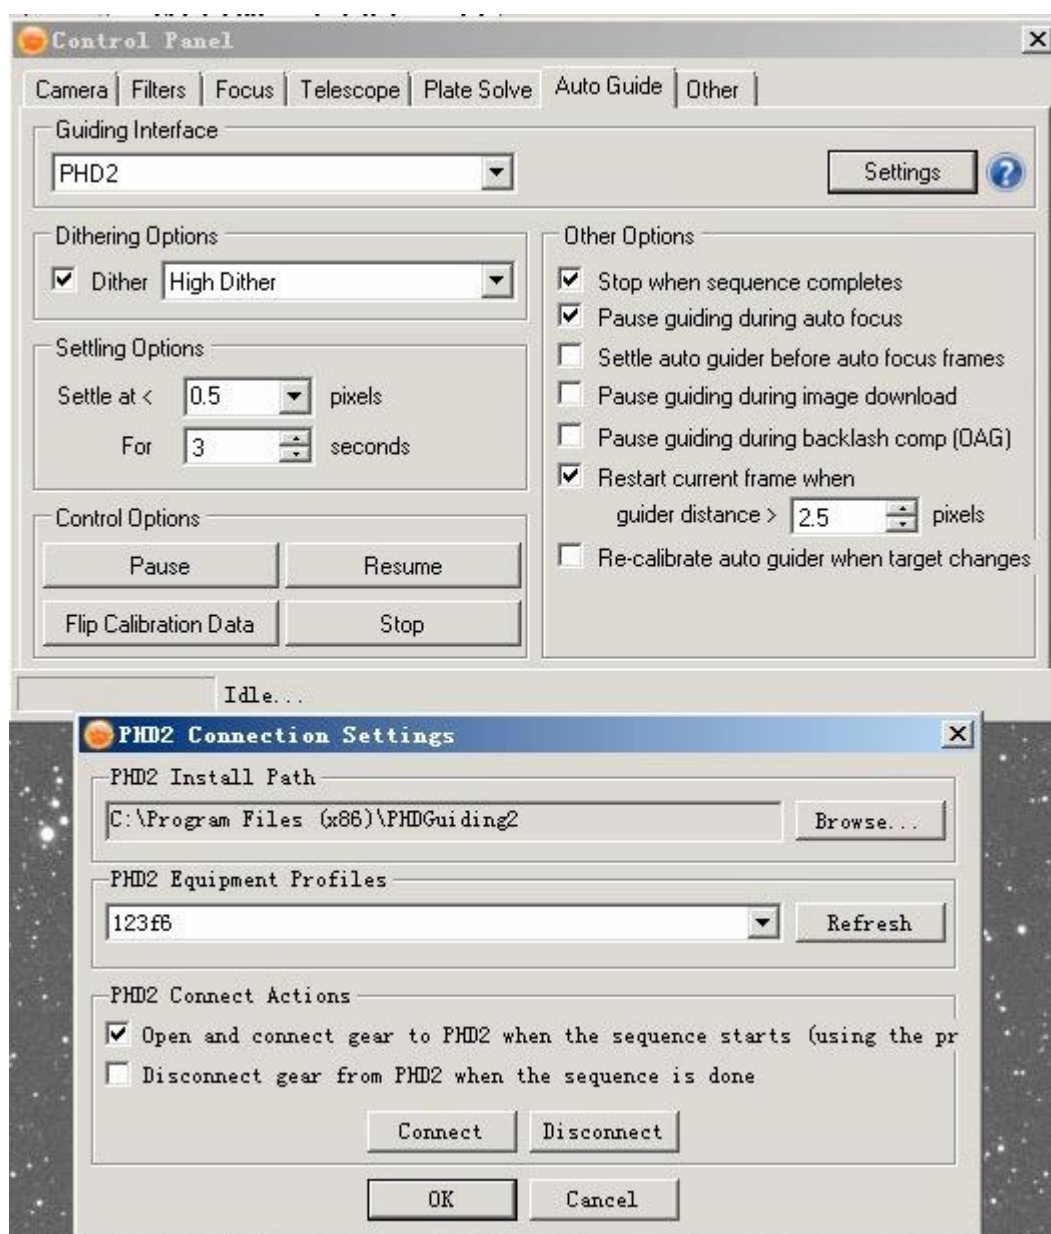 Control Panel
Camera Filters Focus Telescope Plate Solve Auto Guide Other
Guiding Interface
PHD2
Settings
Dithering Options
Dither High Dither
Settling Options
Settle at < 0.5 pixels
For 3 seconds
Control Options
Pause Resume
Flip Calibration Data Stop
Other Options
Stop when sequence completes
Pause guiding during auto focus
Settle auto guider before auto focus frames
Pause guiding during image download
Pause guiding during backlash comp (OAG)
Restart current frame when
guider distance > 2.5 pixels
Re-calibrate auto guider when target changes
Idle...
PHD2 Connection Settings
PHD2 Install Path
C:\Program Files (x86)\PHDGuiding2 Browse...
PHD2 Equipment Profiles
123f6 Refresh
PHD2 Connect Actions
Open and connect gear to PHD2 when the sequence starts (using the pr
Disconnect gear from PHD2 when the sequence is done
Connect Disconnect
OK Cancel